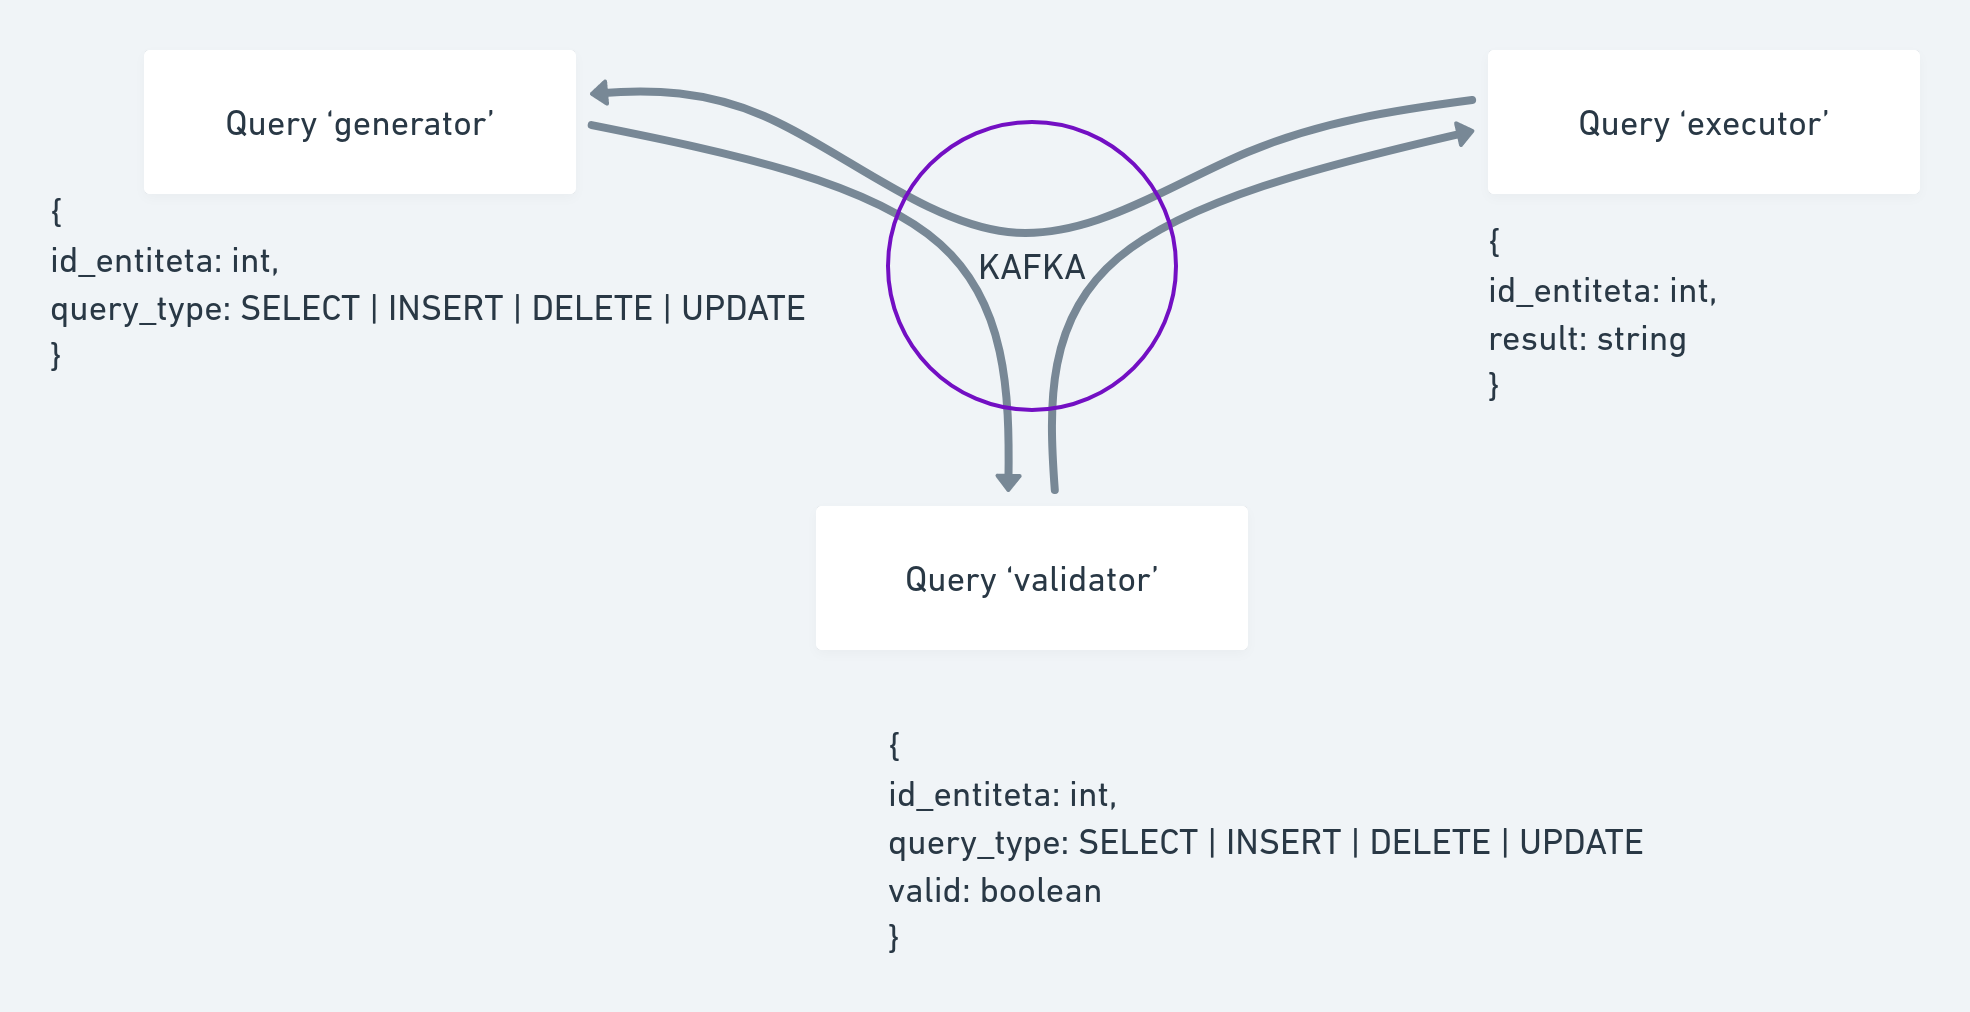 Query ‘generator’
Query ‘executor’
{
id_entiteta: int,
query_type: SELECT | INSERT | DELETE | UPDATE
}
KAFKA
{
id_entiteta: int,
result: string
}
Query ‘validator’
{
id_entiteta: int,
query_type: SELECT | INSERT | DELETE | UPDATE
valid: boolean
}